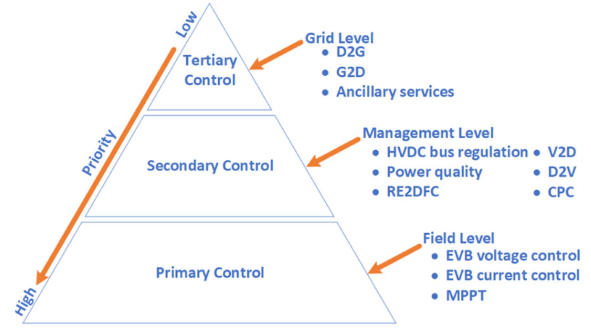 Low
Priority
High
Tertiary
Control
Grid Level
• D2G
• G2D
• Ancillary services
Secondary Control
Management Level
• HVDC bus regulation • V2D
• Power quality • D2V
• RE2DFC • CPC
Primary Control
Field Level
• EVB voltage control
• EVB current control
• MPPT